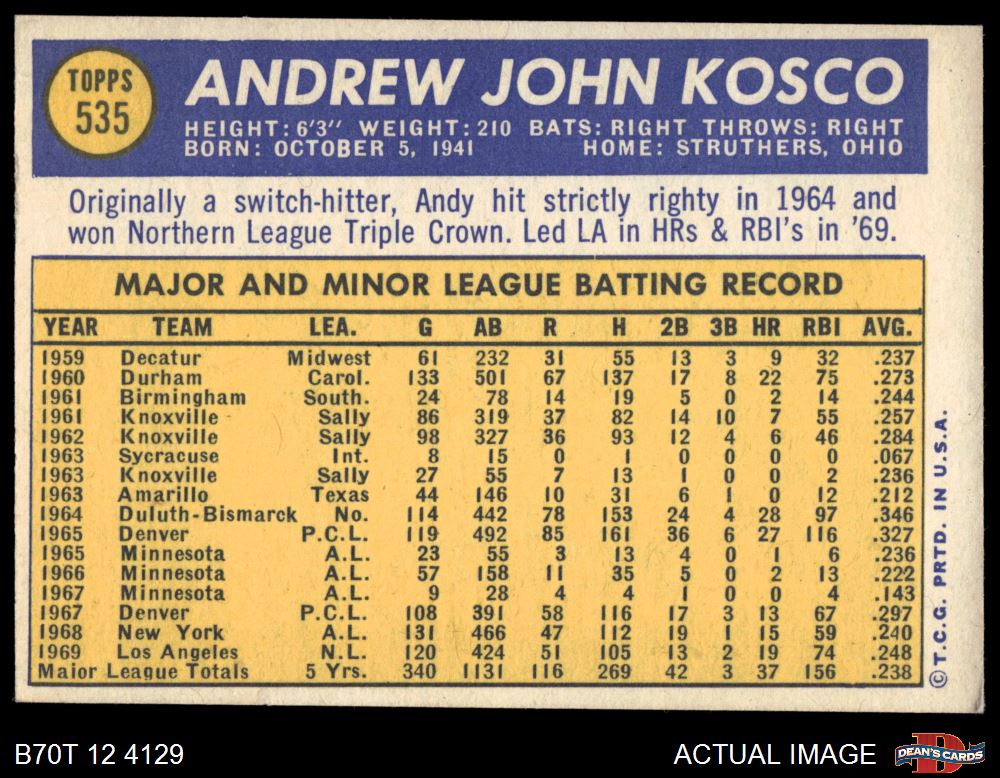 TOPPS
535
ANDREW JOHN KOSCO
HEIGHT: 6'3" WEIGHT: 210 BATS: RIGHT THROWS: RIGHT
BORN: OCTOBER 5, 1941 HOME: STRUTHERS, OHIO
Originally a switch-hitter, Andy hit strictly righty in 1964 and
won Northern League Triple Crown. Led LA in HRs & RBI's in '69.
MAJOR AND MINOR LEAGUE BATTING RECORD
YEAR TEAM LEA. G AB R H 2B 3B HR RBI AVG.
1959 Decatur Midwest 61 232 31 55 13 3 9 32 .237
1960 Durham Carol. 133 501 67 137 17 8 22 75 .273
1961 Birmingham South. 24 78 14 19 5 0 2 14 .244
1961 Knoxville Sally 86 319 37 82 14 10 7 55 .257
1962 Knoxville Sally 98 327 36 93 12 4 6 46 .284
1963 Sycracuse Int. 8 15 0 1 0 0 0 0 .067
1963 Knoxville Sally 27 55 7 13 1 0 0 2 .236
1963 Amarillo Texas 44 146 10 31 6 1 0 12 .212
1964 Duluth-Bismarck No. 114 442 78 153 24 4 28 97 .346
1965 Denver P.C.L. 119 492 85 161 36 6 27 116 .327
1965 Minnesota A.L. 23 55 3 13 4 0 1 6 .236
1966 Minnesota A.L. 57 158 11 35 5 0 2 13 .222
1967 Minnesota A.L. 9 28 4 4 1 0 0 4 .143
1967 Denver P.C.L. 108 391 58 116 17 3 13 67 .297
1968 New York A.L. 131 466 47 112 19 1 15 59 .240
1969 Los Angeles N.L. 120 424 51 105 13 2 19 74 .248
Major League Totals 5 Yrs. 340 1131 116 269 42 3 37 156 .238
©T.C.G. PRTD. IN U.S.A.
B70T 12 4129 ACTUAL IMAGE
DEAN'S CARDS